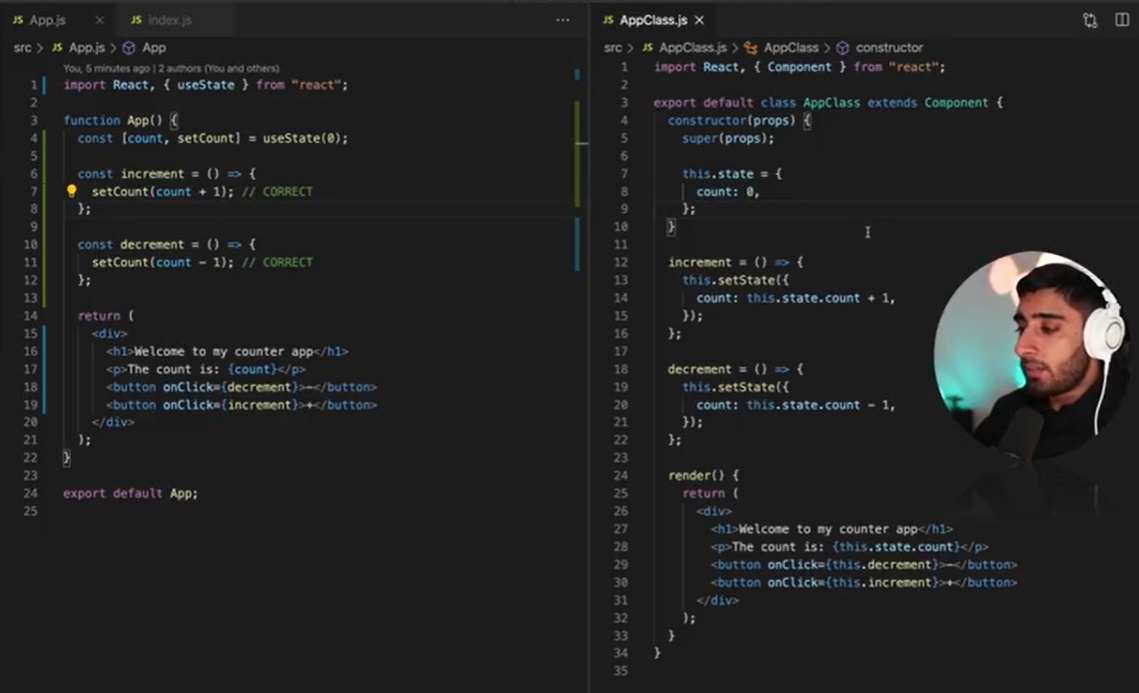 JS App.js ×
JS index.js
...
src > JS App.js > App
You, 5 minutes ago | 2 authors (You and others)
1 import React, { useState } from "react";
2
3 function App() {
4 const [count, setCount] = useState(0);
5
6 const increment = () => {
7 setCount(count + 1); // CORRECT
8 };
9
10 const decrement = () => {
11 setCount(count - 1); // CORRECT
12 };
13
14 return (
15 <div>
16 <h1>Welcome to my counter app</h1>
17 <p>The count is: {count}</p>
18 <button onClick={decrement}>-</button>
19 <button onClick={increment}>+</button>
20 </div>
21 );
22 }
23
24 export default App;
25
JS AppClass.js ×
src > JS AppClass.js > AppClass > constructor
1 import React, { Component } from "react";
2
3 export default class AppClass extends Component {
4 constructor(props) {
5 super(props);
6
7 this.state = {
8 count: 0,
9 };
10 }
11
12 increment = () => {
13 this.setState({
14 count: this.state.count + 1,
15 });
16 };
17
18 decrement = () => {
19 this.setState({
20 count: this.state.count - 1,
21 });
22 };
23
24 render() {
25 return (
26 <div>
27 <h1>Welcome to my counter app</h1>
28 <p>The count is: {this.state.count}</p>
29 <button onClick={this.decrement}>-</button>
30 <button onClick={this.increment}>+</button>
31 </div>
32 );
33 }
34 }
35